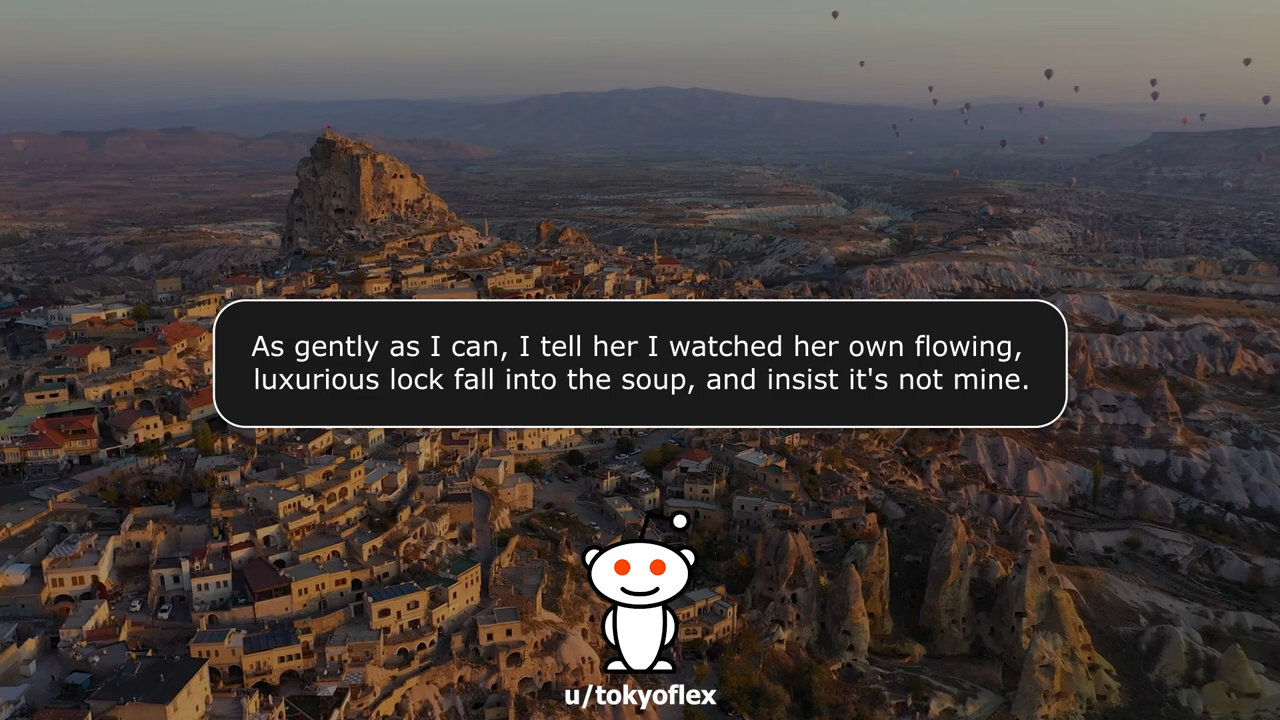 As gently as I can, I tell her I watched her own flowing,
luxurious lock fall into the soup, and insist it's not mine.
u/tokyoflex